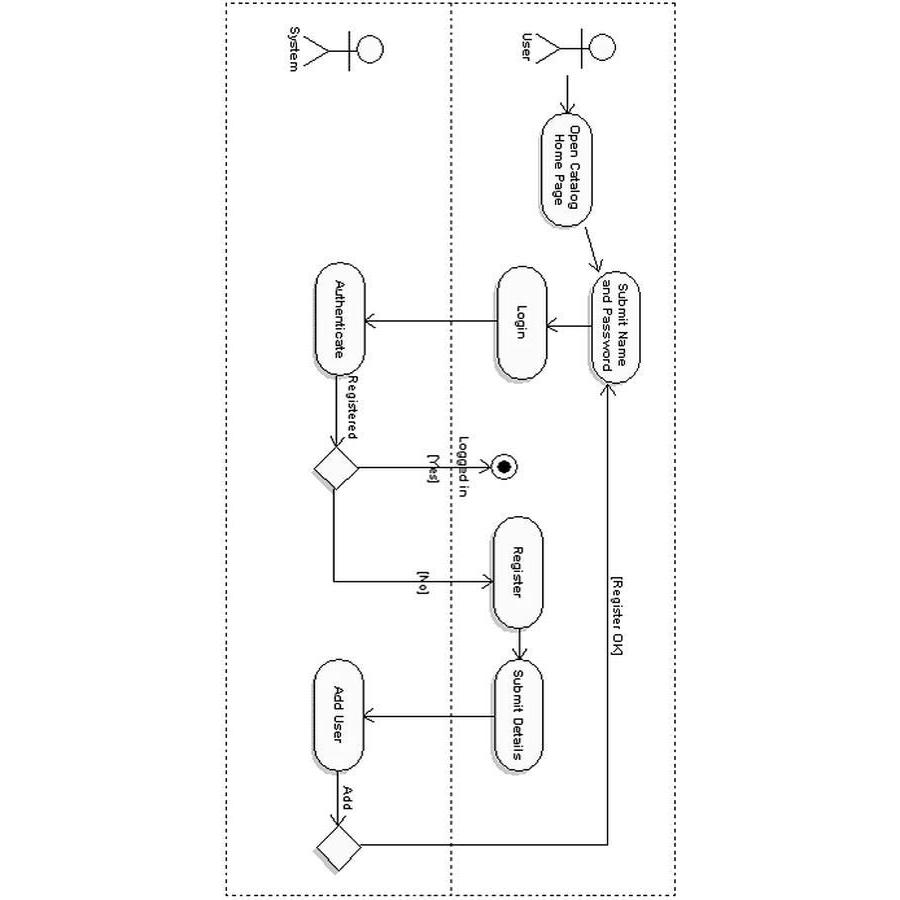 User
Open Catalog
Home Page
Submit Name
and Password
Login
Logged in
[Yes]
Register
[Register OK]
Submit Details
System
Authenticate
Registered
[No]
Add User
Add